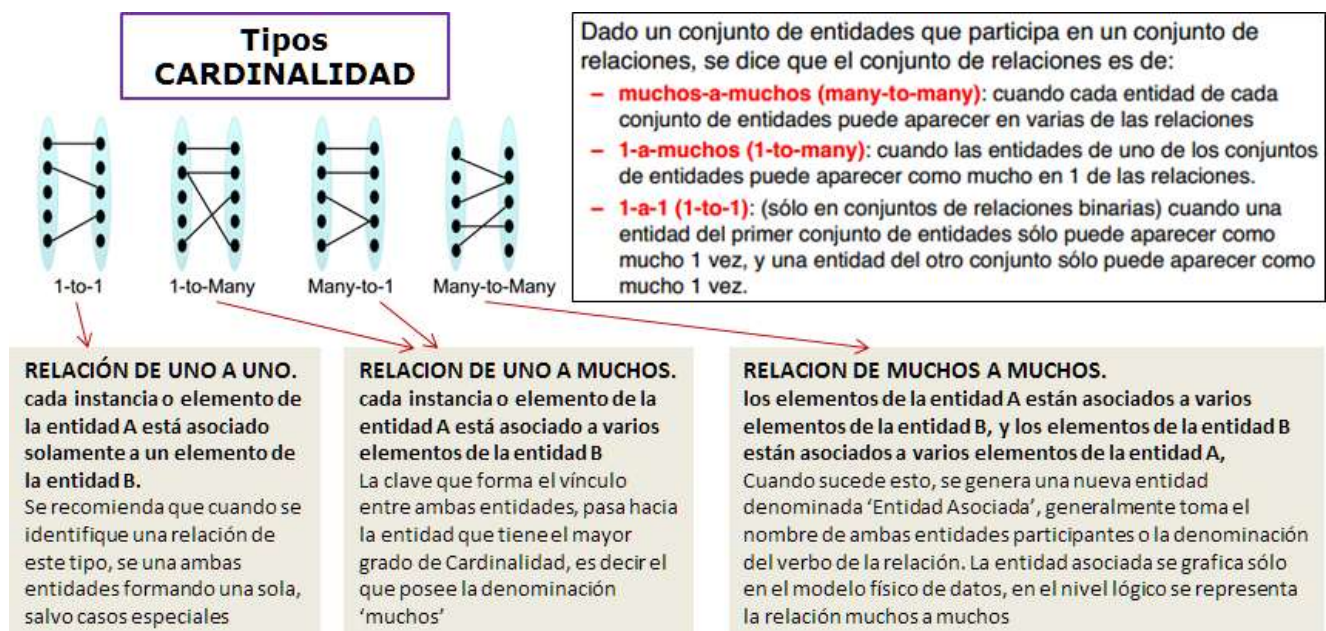 Tipos
CARDINALIDAD
Dado un conjunto de entidades que participa en un conjunto de
relaciones, se dice que el conjunto de relaciones es de:
– muchos-a-muchos (many-to-many): cuando cada entidad de cada
conjunto de entidades puede aparecer en varias de las relaciones
– 1-a-muchos (1-to-many): cuando las entidades de uno de los conjuntos
de entidades puede aparecer como mucho en 1 de las relaciones.
– 1-a-1 (1-to-1): (sólo en conjuntos de relaciones binarias) cuando una
entidad del primer conjunto de entidades sólo puede aparecer como
mucho 1 vez, y una entidad del otro conjunto sólo puede aparecer como
mucho 1 vez.
1-to-1
1-to-Many
Many-to-1
Many-to-Many
RELACIÓN DE UNO A UNO.
cada instancia o elemento de
la entidad A está asociado
solamente a un elemento de
la entidad B.
Se recomienda que cuando se
identifique una relación de
este tipo, se una ambas
entidades formando una sola,
salvo casos especiales
RELACION DE UNO A MUCHOS.
cada instancia o elemento de la
entidad A está asociado a varios
elementos de la entidad B
La clave que forma el vínculo
entre ambas entidades, pasa hacia
la entidad que tiene el mayor
grado de Cardinalidad, es decir el
que posee la denominación
‘muchos’
RELACION DE MUCHOS A MUCHOS.
los elementos de la entidad A están asociados a varios
elementos de la entidad B, y los elementos de la entidad B
están asociados a varios elementos de la entidad A,
Cuando sucede esto, se genera una nueva entidad
denominada ‘Entidad Asociada’, generalmente toma el
nombre de ambas entidades participantes o la denominación
del verbo de la relación. La entidad asociada se grafica sólo
en el modelo físico de datos, en el nivel lógico se representa
la relación muchos a muchos